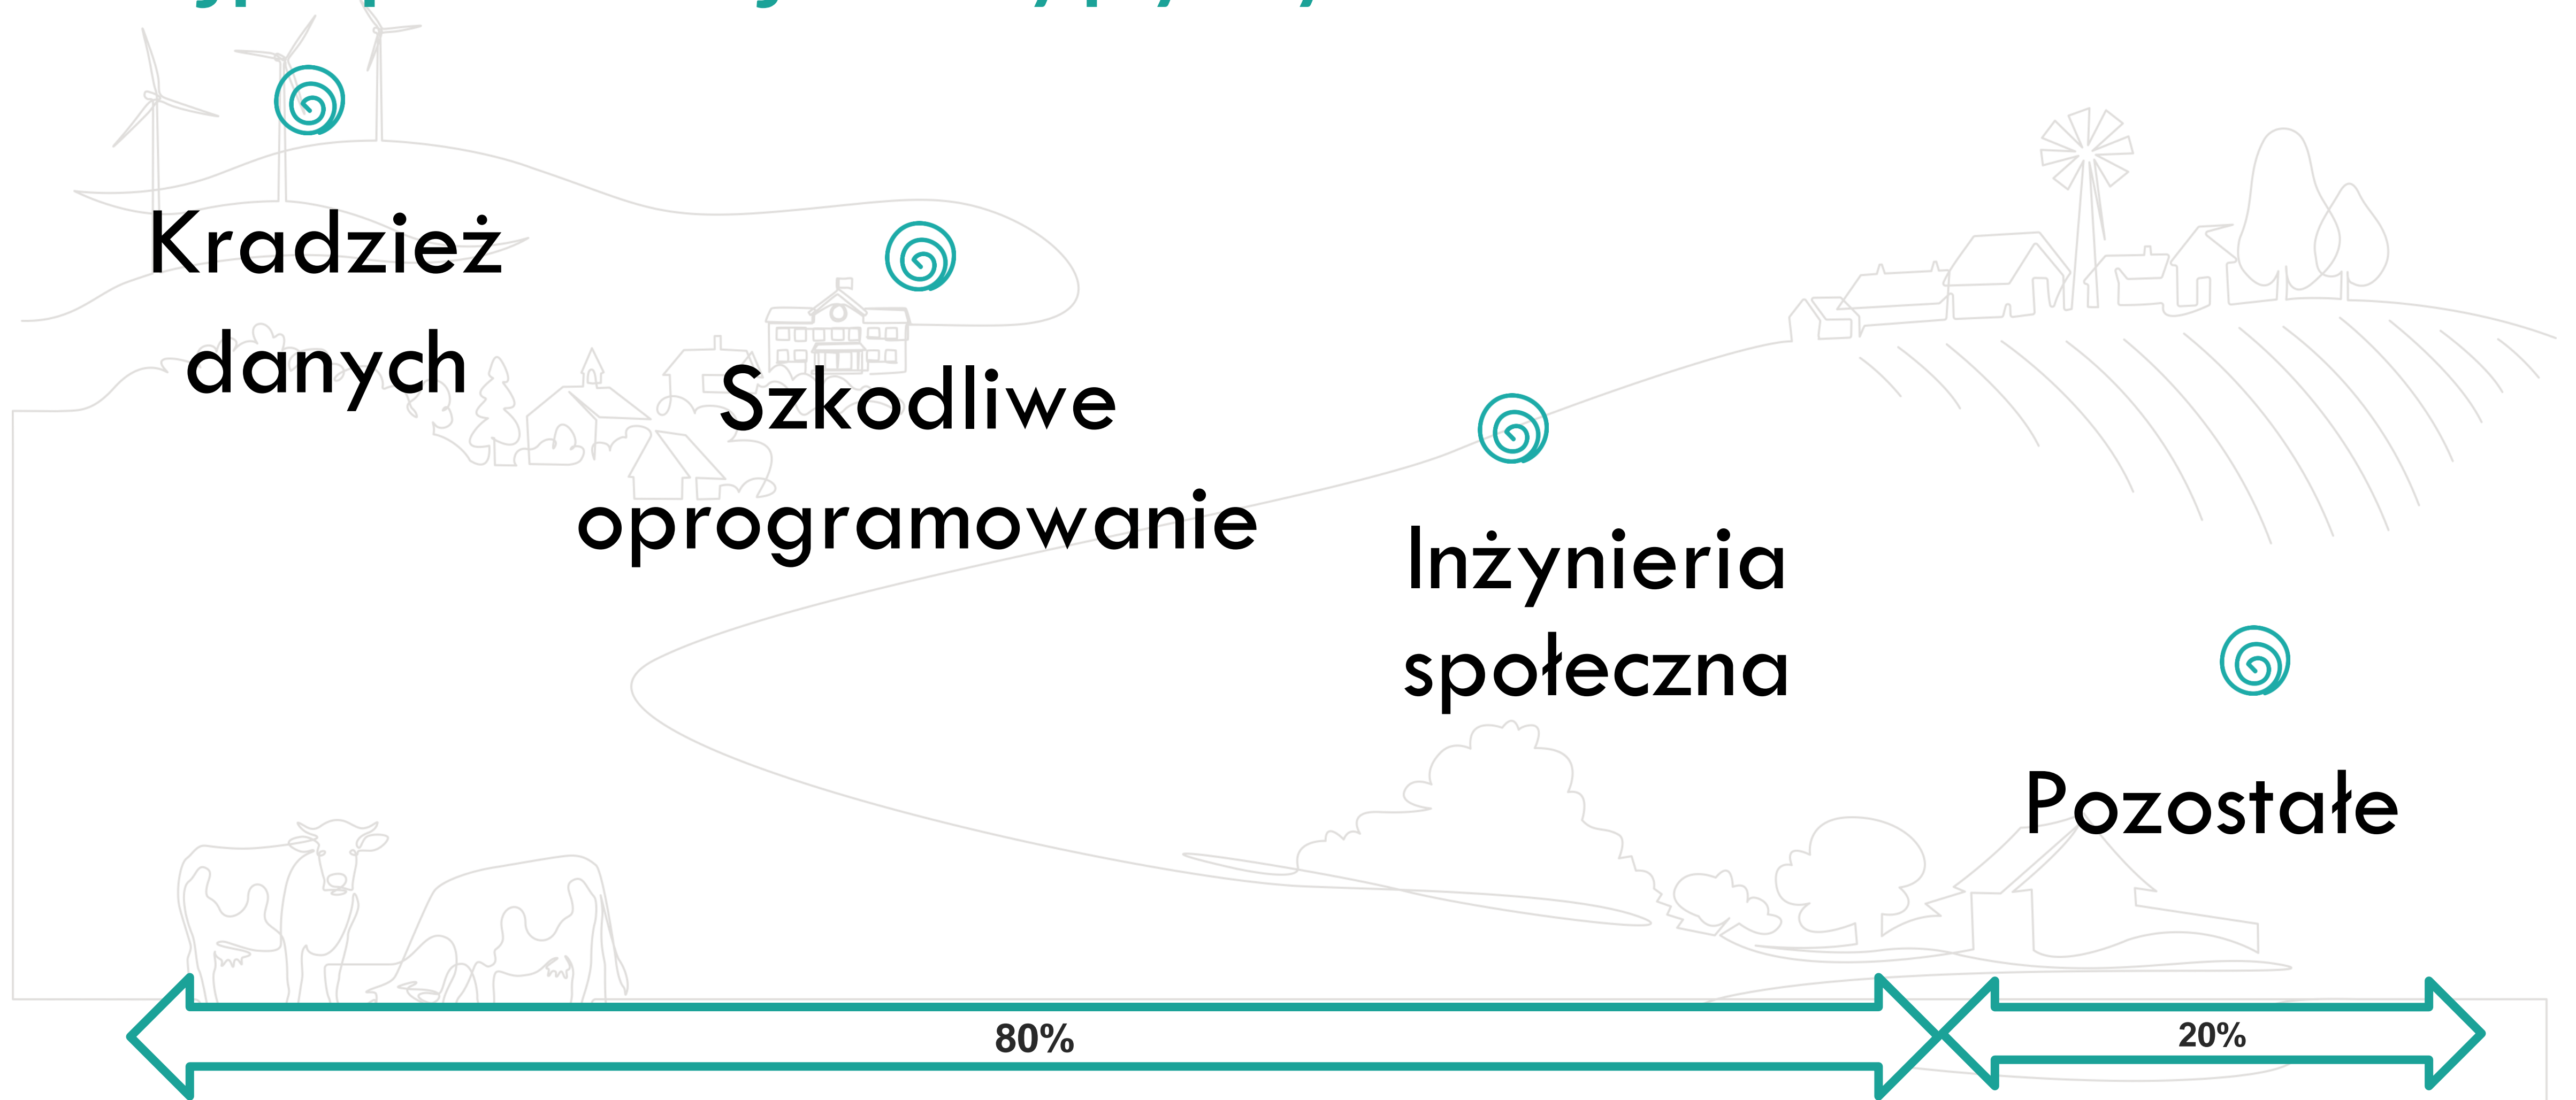 Kradzież
danych
Szkodliwe
oprogramowanie
Inżynieria
społeczna
Pozostałe
80%
20%